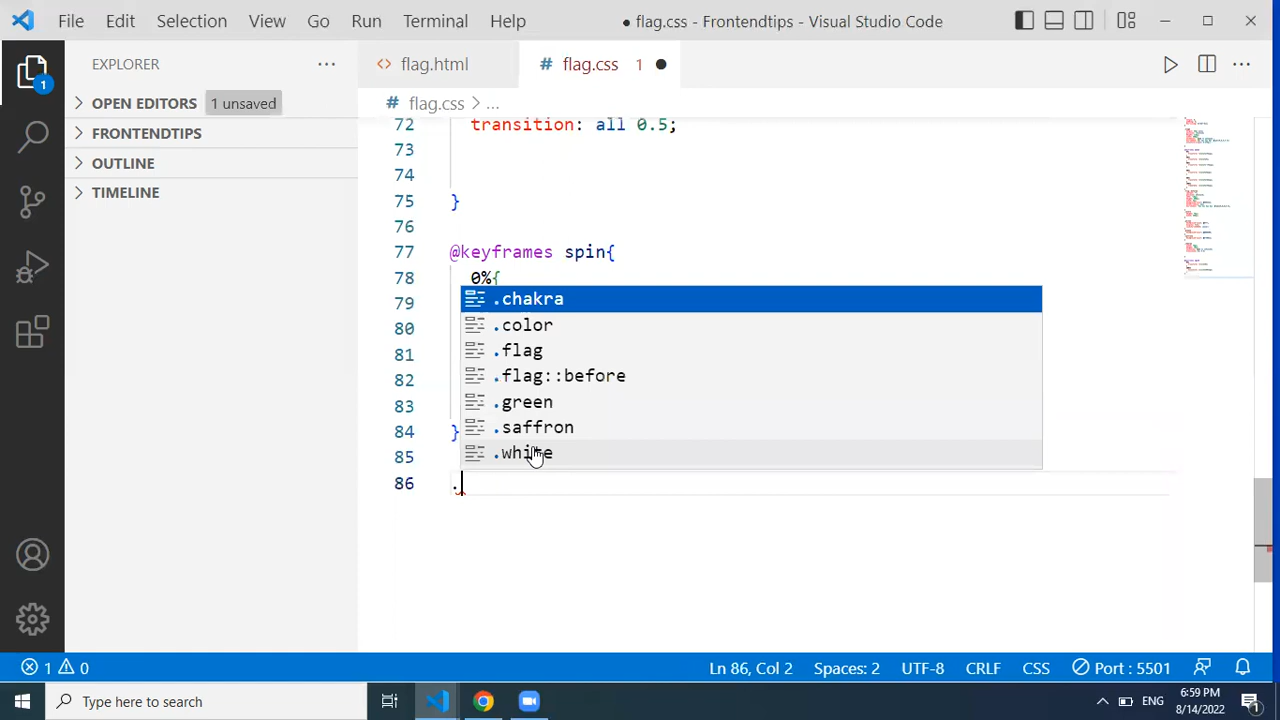 File Edit Selection View Go Run Terminal Help
● flag.css - Frontendtips - Visual Studio Code
EXPLORER
OPEN EDITORS 1 unsaved
FRONTENDTIPS
OUTLINE
TIMELINE
1
flag.html
# flag.css 1
# flag.css > ...
72 transition: all 0.5;
73
74
75 }
76
77 @keyframes spin{
78 0%{
79
80
81
82
83
84 }
85
86 .
.chakra
.color
.flag
.flag::before
.green
.saffron
.white
1 0
Ln 86, Col 2 Spaces: 2 UTF-8 CRLF CSS Port : 5501
Type here to search
ENG
6:59 PM
8/14/2022
1